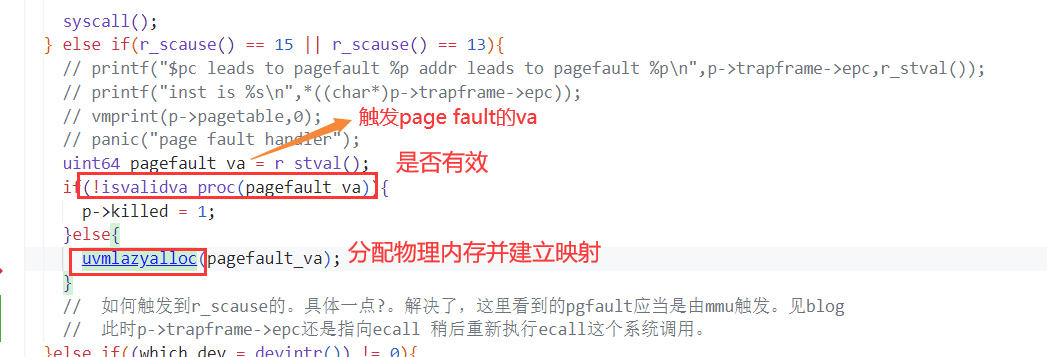 syscall();
} else if(r_scause() == 15 || r_scause() == 13){
// printf("$pc leads to pagefault %p addr leads to pagefault %p\n",p->trapframe->epc,r_stval());
// printf("inst is %s\n",*((char*)p->trapframe->epc));
// vmprint(p->pagetable,0);
触发page fault的va
// panic("page fault handler");
uint64 pagefault_va = r_stval();
是否有效
if(!isvalidva_proc(pagefault_va)){
p->killed = 1;
}else{
uvmlazyalloc(pagefault_va);
分配物理内存并建立映射
}
// 如何触发到r_scause的。具体一点?。解决了，这里看到的pgfault应当是由mmu触发。见blog
// 此时p->trapframe->epc还是指向ecall 稍后重新执行ecall这个系统调用。
}else if((which_dev = devintr()) != 0){